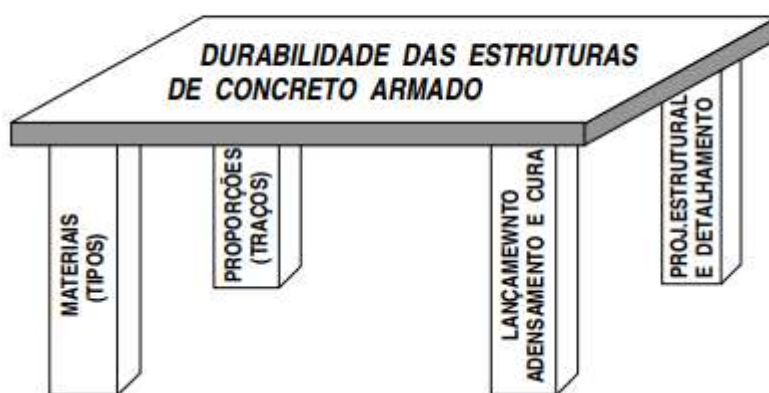 DURABILIDADE DAS ESTRUTURAS
DE CONCRETO ARMADO
MATERIAIS
(TIPOS)
PROPORÇÕES
(TRAÇOS)
LANÇAMEWNTO
ADENSAMENTO E CURA
PROJ.ESTRUTURAL
E DETALHAMENTO